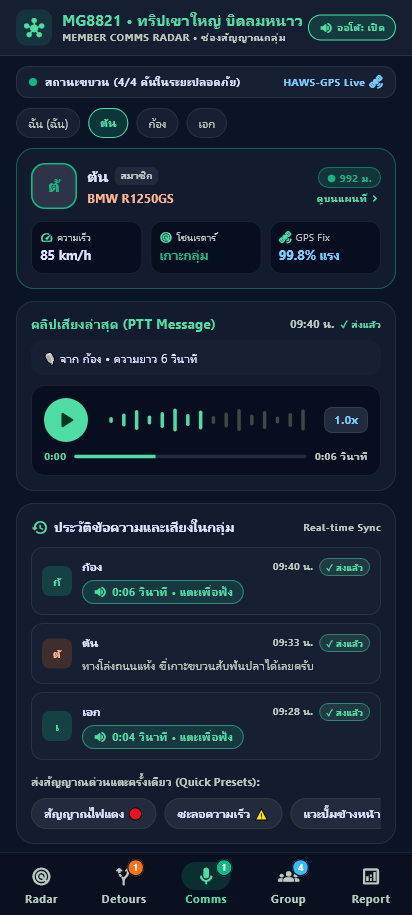 MG8821 • ทริปเขาใหญ่ บิดลมหนาว
MEMBER COMMS RADAR • ช่องสัญญาณกลุ่ม
ออโต้: เปิด
สถานะขบวน (4/4 คันในระยะปลอดภัย)
HAWS-GPS Live
ฉัน (ฉัน)
ต้น
ก้อง
เอก
ต้
ต้น
สมาชิก
992 ม.
BMW R1250GS
ดูบนแผนที่
ความเร็ว
85 km/h
โซนเรดาร์
เกาะกลุ่ม
GPS Fix
99.8% แรง
คลิปเสียงล่าสุด (PTT Message)
09:40 น. ✓ ส่งแล้ว
จาก ก้อง • ความยาว 6 วินาที
1.0x
0:00
0:06 วินาที
ประวัติข้อความและเสียงในกลุ่ม
Real-time Sync
ก้
ก้อง
09:40 น.
✓ ส่งแล้ว
0:06 วินาที • แตะเพื่อฟัง
ต้
ต้น
09:33 น.
✓ ส่งแล้ว
ทางโล่งถนนแห้ง ขี่เกาะขบวนสับฟันปลาได้เลยครับ
เ
เอก
09:28 น.
✓ ส่งแล้ว
0:04 วินาที • แตะเพื่อฟัง
ส่งสัญญาณด่วนแตะครั้งเดียว (Quick Presets):
สัญญาณไฟแดง
ชะลอความเร็ว
แวะปั๊มข้างหน้า
1
1
4
Radar
Detours
Comms
Group
Report